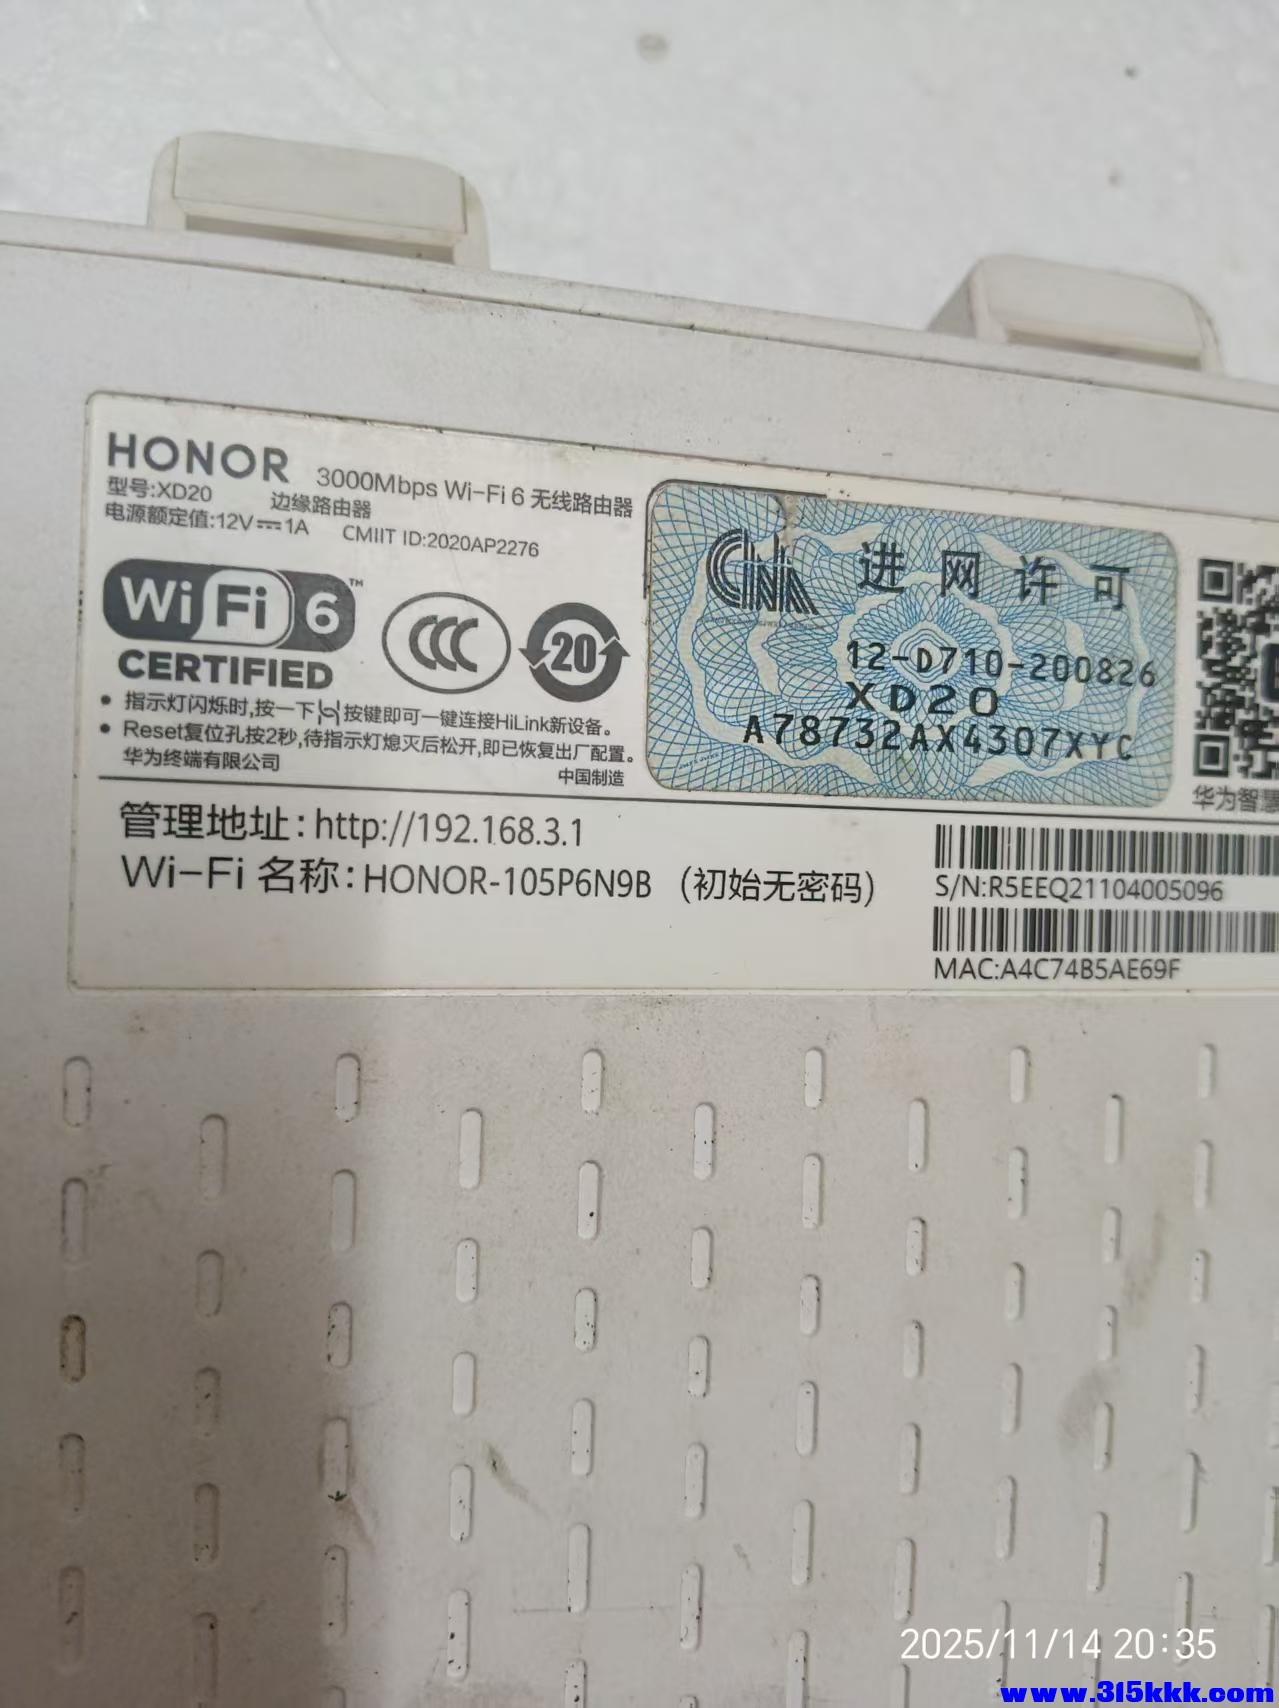 HONOR 3000Mbps Wi-Fi 6 无线路由器
型号:XD20 边缘路由器
电源额定值:12V⎓1A CMIIT ID:2020AP2276
Wi Fi 6™
CERTIFIED
CCC
20
• 指示灯闪烁时,按一下按键即可一键连接HiLink新设备。
• Reset复位孔按2秒,待指示灯熄灭后松开,即已恢复出厂配置。
华为终端有限公司
中国制造
CNA 进网许可
12-D710-200826
XD20
A78732AX4307XYC
华为智慧
管理地址:http://192.168.3.1
Wi-Fi 名称:HONOR-105P6N9B (初始无密码)
S/N:R5EEQ21104005096
MAC:A4C74B5AE69F
2025/11/14 20:35
www.315kkk.com